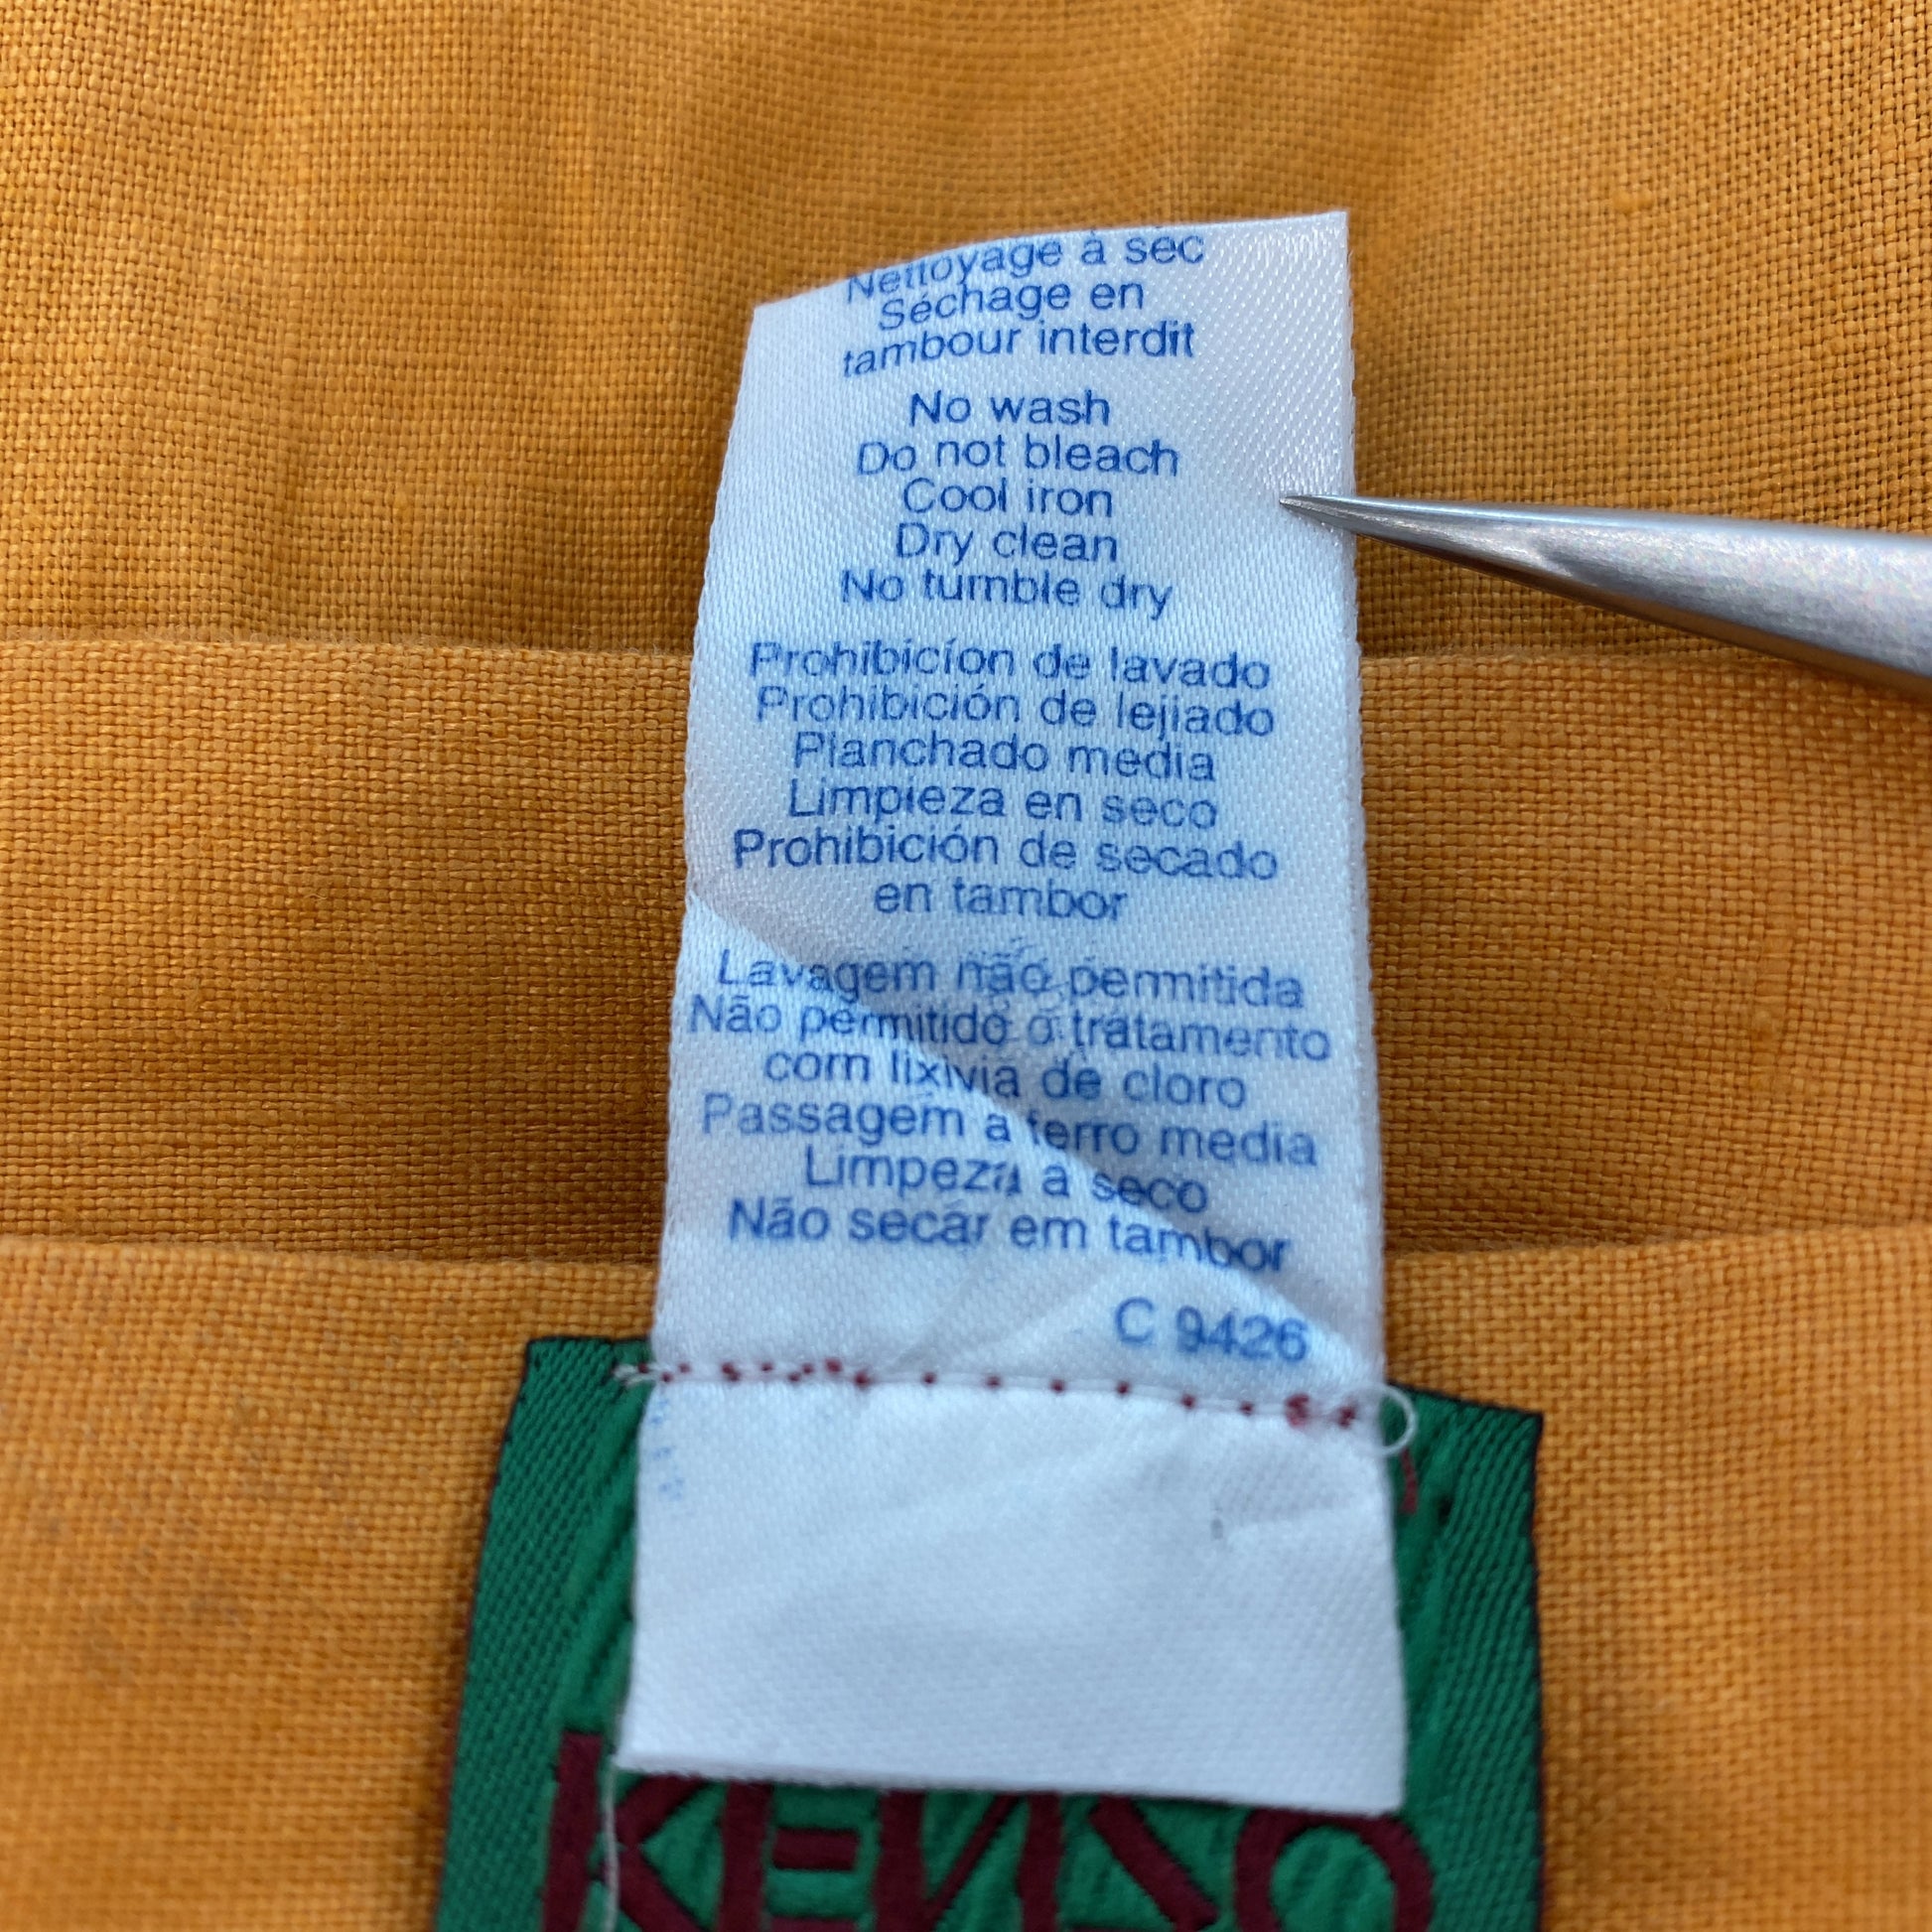 Nettoyage à sec
Séchage en
tambour interdit
No wash
Do not bleach
Cool iron
Dry clean
No tumble dry
Prohibicíon de lavado
Prohibición de lejiado
Planchado media
Limpieza en seco
Prohibición de secado
en tambor
Lavagem não permitida
Não permitido o tratamento
com lixivia de cloro
Passagem a ferro media
Limpeza a seco
Não secar em tambor
C 9426
KENZO